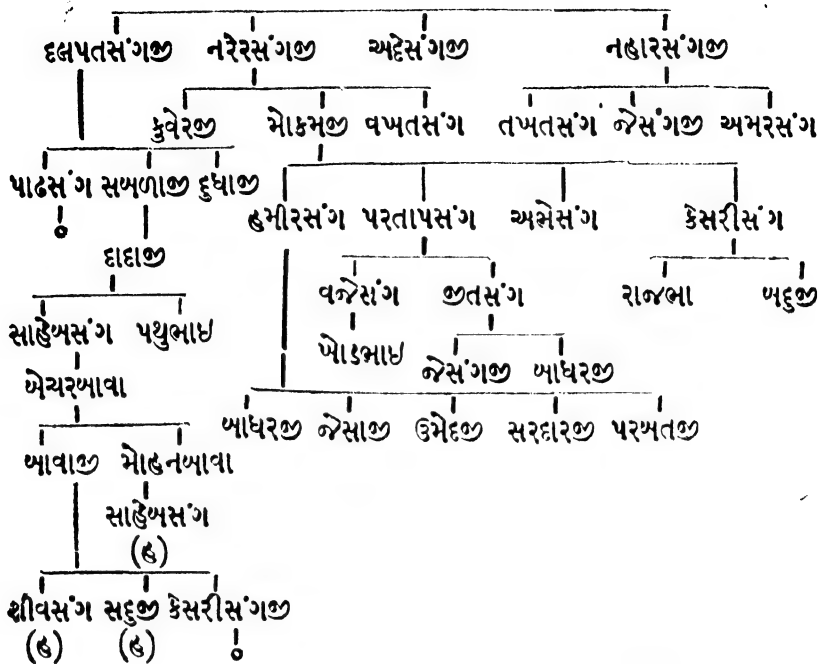 દલપતસંગજી નરેરસંગજી અદેસંગજી નહારસંગજી
કુવેરજી મોકમજી વખતસંગ તખતસંગ જેસંગજી અમરસંગ
પાઢસંગ સબળાજી દુધાજી
હમીરસંગ પરતાપસંગ અભેસંગ કેસરીસંગ
દાદાજી
વજેસંગ જીતસંગ રાજભા બદુજી
સાહેબસંગ પથુભાઇ
ખોડભાઇ જેસંગજી બાધરજી
બેચરબાવા
બાધરજી જેસાજી ઉમેદજી સરદારજી પરબતજી
બાવાજી મોહનબાવા
સાહેબસંગ
(હ)
શીવસંગ સદુજી કેસરીસંગજી
(હ) (હ)